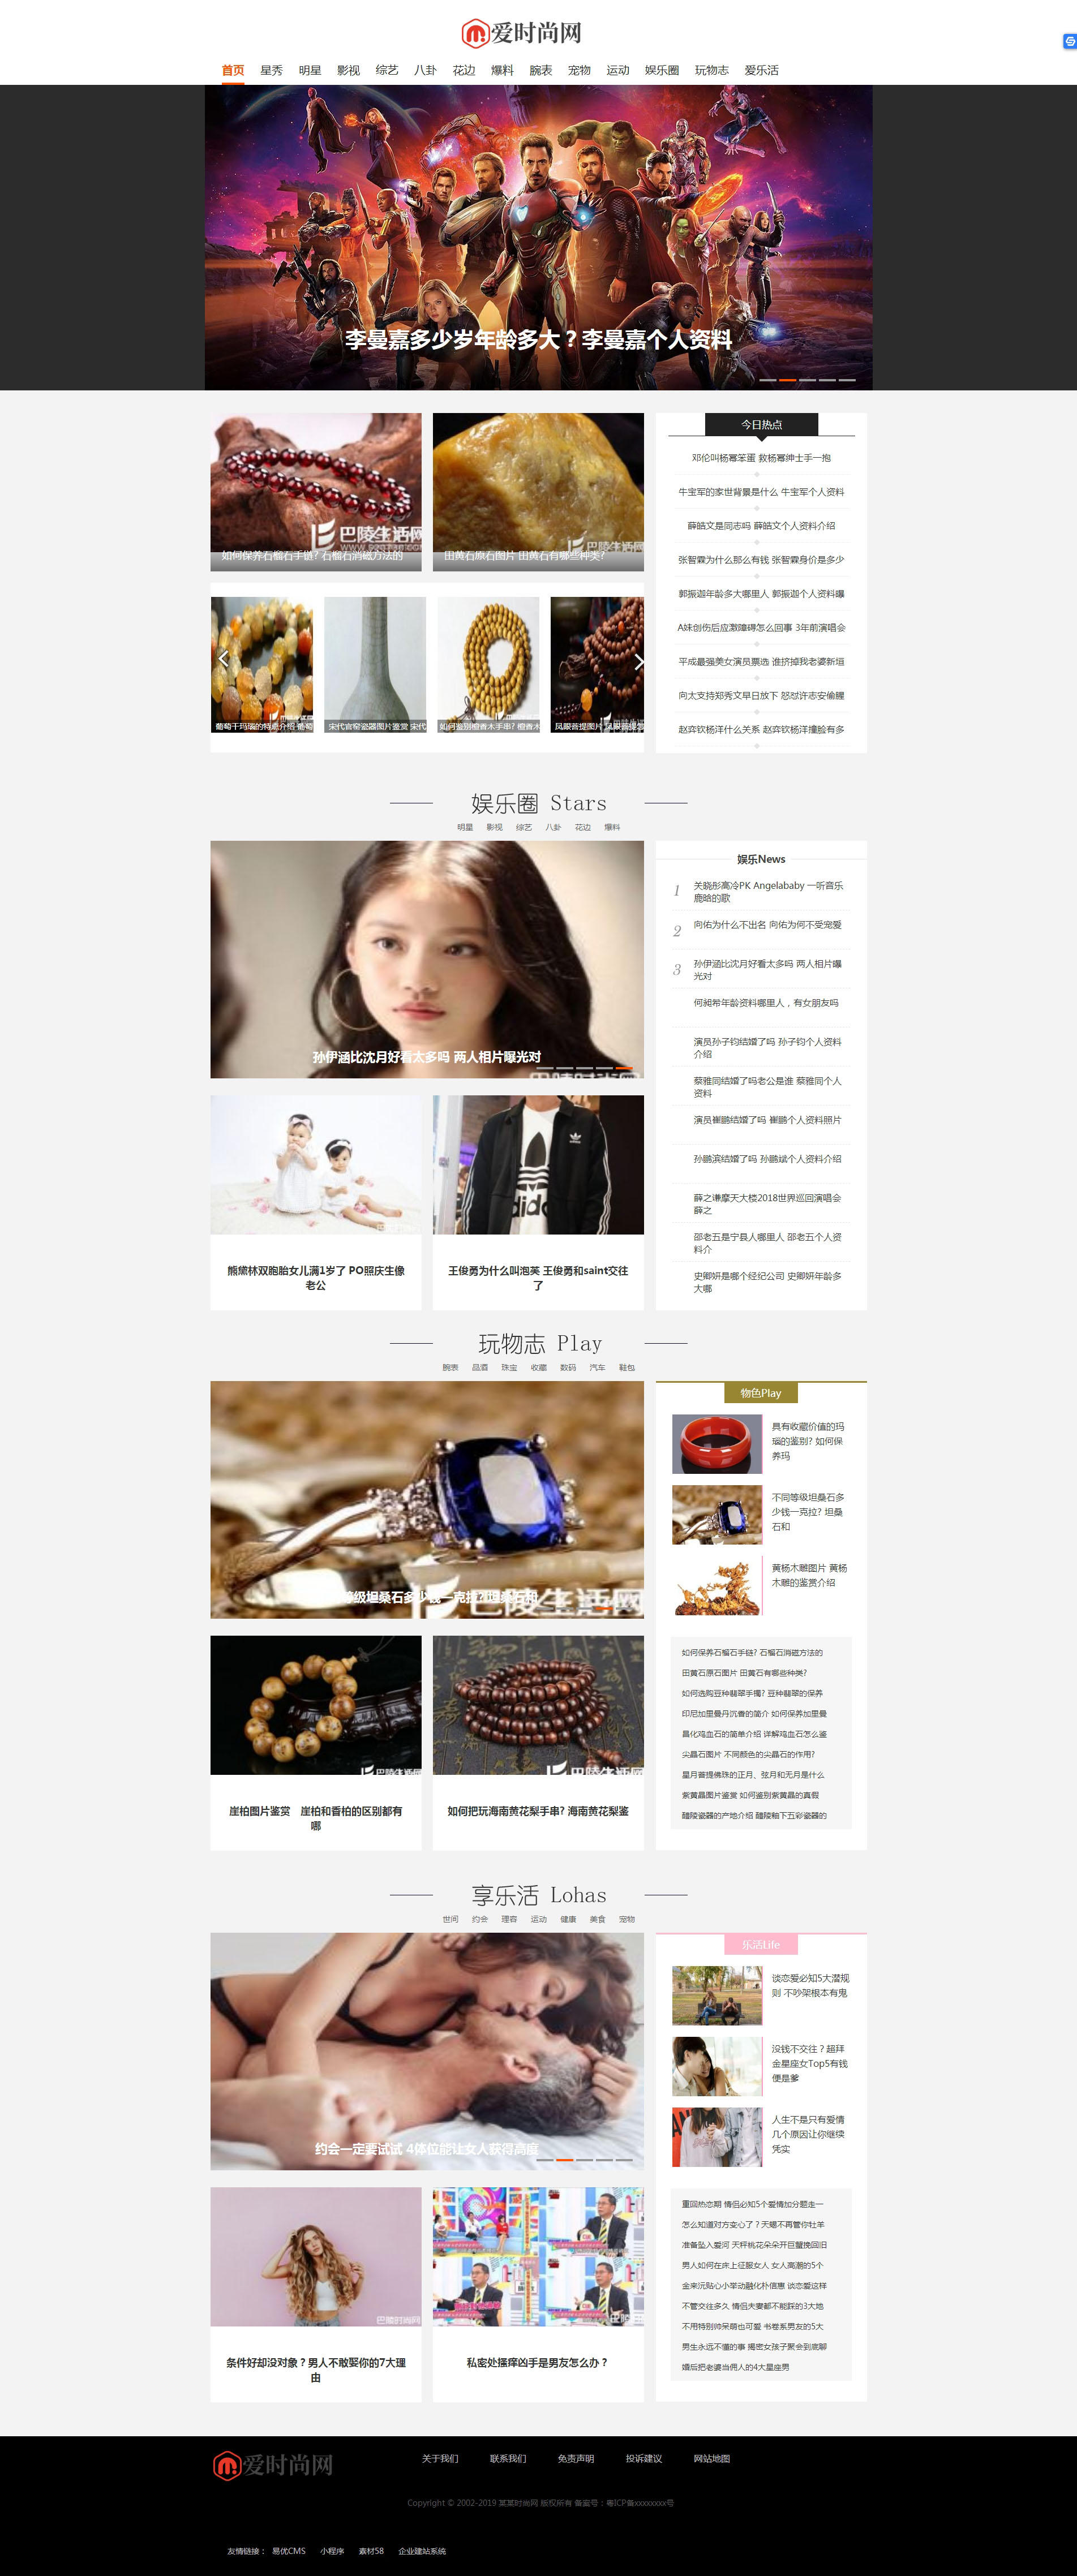 爱时尚网
首页 星秀 明星 影视 综艺 八卦 花边 爆料 腕表 宠物 运动 娱乐圈 玩物志 爱乐活
李曼嘉多少岁年龄多大？李曼嘉个人资料
巴陵生活网
如何保养石榴石手链? 石榴石消磁方法的
田黄石原石图片 田黄石有哪些种类?
葡萄干玛瑙的特点介绍 葡萄
宋代官窑瓷器图片鉴赏 宋代
如何鉴别檀香木手串? 檀香木
凤眼菩提图片 凤眼菩提怎
今日热点
邓伦叫杨幂笨蛋 救杨幂绅士手一抱
牛宝军的家世背景是什么 牛宝军个人资料
薛皓文是同志吗 薛皓文个人资料介绍
张智霖为什么那么有钱 张智霖身价是多少
郭振迦年龄多大哪里人 郭振迦个人资料曝
A妹创伤后应激障碍怎么回事 3年前演唱会
平成最强美女演员票选 谁挤掉我老婆新垣
向太支持郑秀文早日放下 怒怼许志安偷腥
赵弈钦杨洋什么关系 赵弈钦杨洋撞脸有多
娱乐圈 Stars
明星 影视 综艺 八卦 花边 爆料
孙伊涵比沈月好看太多吗 两人相片曝光对
熊黛林双胞胎女儿满1岁了 PO照庆生像
老公
王俊勇为什么叫泡芙 王俊勇和saint交往
了
娱乐News
1 关晓彤高冷PK Angelababy 一听音乐
鹿晗的歌
2 向佑为什么不出名 向佑为何不受宠爱
3 孙伊涵比沈月好看太多吗 两人相片曝
光对
何昶希年龄资料哪里人，有女朋友吗
演员孙子钧结婚了吗 孙子钧个人资料
介绍
蔡雅同结婚了吗老公是谁 蔡雅同个人
资料
演员崔鹏结婚了吗 崔鹏个人资料照片
孙鹏滨结婚了吗 孙鹏斌个人资料介绍
薛之谦摩天大楼2018世界巡回演唱会
薛之
邵老五是宁县人哪里人 邵老五个人资
料介
史卿妍是哪个经纪公司 史卿妍年龄多
大哪
玩物志 Play
腕表 品酒 珠宝 收藏 数码 汽车 鞋包
等级坦桑石多少钱一克拉? 坦桑石和
崖柏图片鉴赏 崖柏和香柏的区别都有
哪
如何把玩海南黄花梨手串? 海南黄花梨鉴
物色Play
具有收藏价值的玛
瑙的鉴别? 如何保
养玛
不同等级坦桑石多
少钱一克拉? 坦桑
石和
黄杨木雕图片 黄杨
木雕的鉴赏介绍
如何保养石榴石手链? 石榴石消磁方法的
田黄石原石图片 田黄石有哪些种类?
如何选购豆种翡翠手镯? 豆种翡翠的保养
印尼加里曼丹沉香的简介 如何保养加里曼
昌化鸡血石的简单介绍 详解鸡血石怎么鉴
尖晶石图片 不同颜色的尖晶石的作用?
星月菩提佛珠的正月、弦月和无月是什么
紫黄晶图片鉴赏 如何鉴别紫黄晶的真假
醴陵瓷器的产地介绍 醴陵釉下五彩瓷器的
享乐活 Lohas
世间 约会 理容 运动 健康 美食 宠物
约会一定要试试 4体位能让女人获得高度
条件好却没对象？男人不敢娶你的7大理
由
私密处搔痒凶手是男友怎么办？
乐活Life
谈恋爱必知5大潜规
则 不吵架根本有鬼
没钱不交往？超拜
金星座女Top5有钱
便是爹
人生不是只有爱情
几个原因让你继续
凭实
重回热恋期 情侣必知5个爱情加分题走一
怎么知道对方变心了？天蝎不再管你牡羊
准备坠入爱河 天秤桃花朵朵开巨蟹挽回旧
男人如何在床上征服女人 女人高潮的5个
金来沅贴心小举动融化朴信惠 谈恋爱这样
不管交往多久 情侣夫妻都不能踩的3大地
不用特别帅呆萌也可爱 书卷系男友的5大
男生永远不懂的事 揭密女孩子聚会到底聊
婚后把老婆当佣人的4大星座男
爱时尚网
关于我们 联系我们 免责声明 投诉建议 网站地图
Copyright © 2002-2019 某某时尚网 版权所有 备案号：粤ICP备xxxxxxxx号
友情链接： 易优CMS 小程序 素材58 企业建站系统